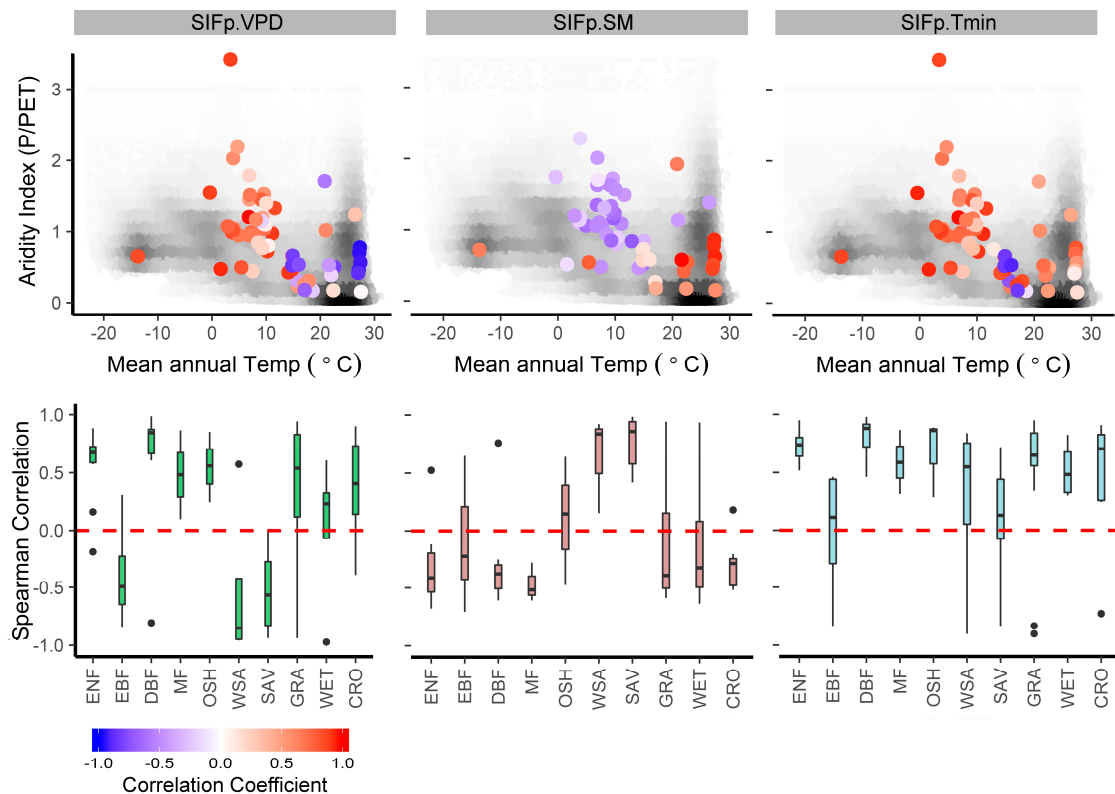 SIFp.VPD SIFp.SM SIFp.Tmin
Aridity Index (P/PET)
3
2
1
0
-20 -10 0 10 20 30 -20 -10 0 10 20 30 -20 -10 0 10 20 30
Mean annual Temp ( ° C) Mean annual Temp ( ° C) Mean annual Temp ( ° C)
Spearman Correlation
1.0
0.5
0.0
-0.5
-1.0
ENF EBF DBF MF OSH WSA SAV GRA WET CRO ENF EBF DBF MF OSH WSA SAV GRA WET CRO ENF EBF DBF MF OSH WSA SAV GRA WET CRO
-1.0 -0.5 0.0 0.5 1.0
Correlation Coefficient